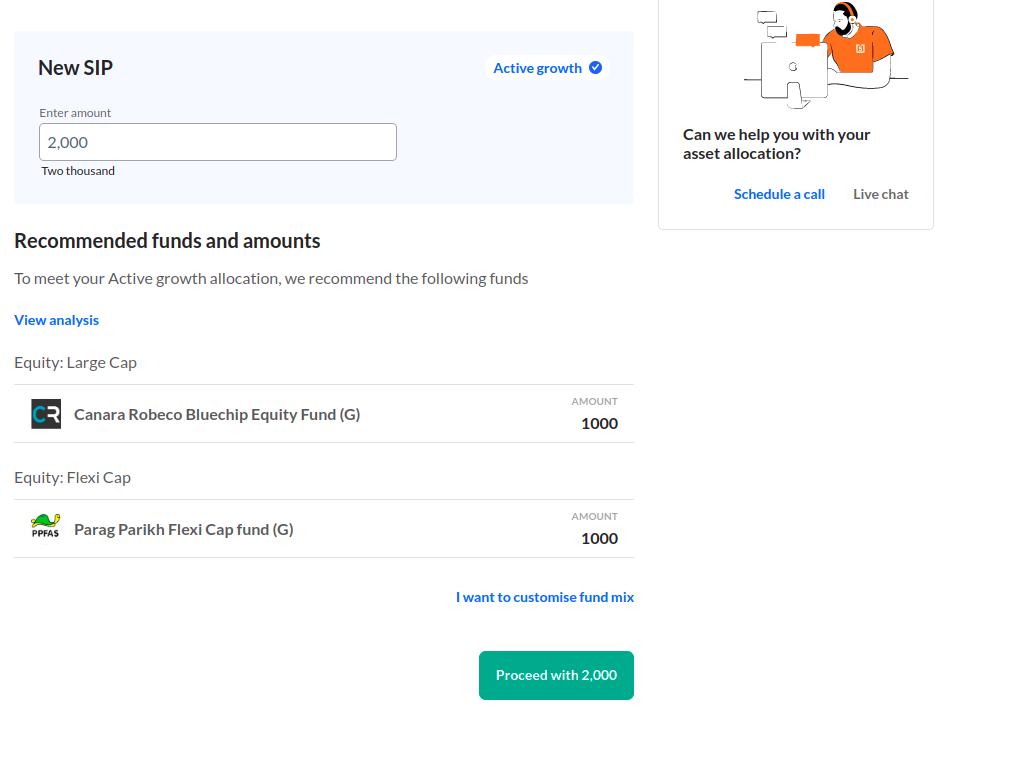 New SIP
Active growth
Enter amount
2,000
Two thousand
Recommended funds and amounts
To meet your Active growth allocation, we recommend the following funds
View analysis
Equity: Large Cap
CR
Canara Robeco Bluechip Equity Fund (G)
AMOUNT
1000
Equity: Flexi Cap
PPFAS
Parag Parikh Flexi Cap fund (G)
AMOUNT
1000
I want to customise fund mix
Proceed with 2,000
Can we help you with your
asset allocation?
Schedule a call
Live chat